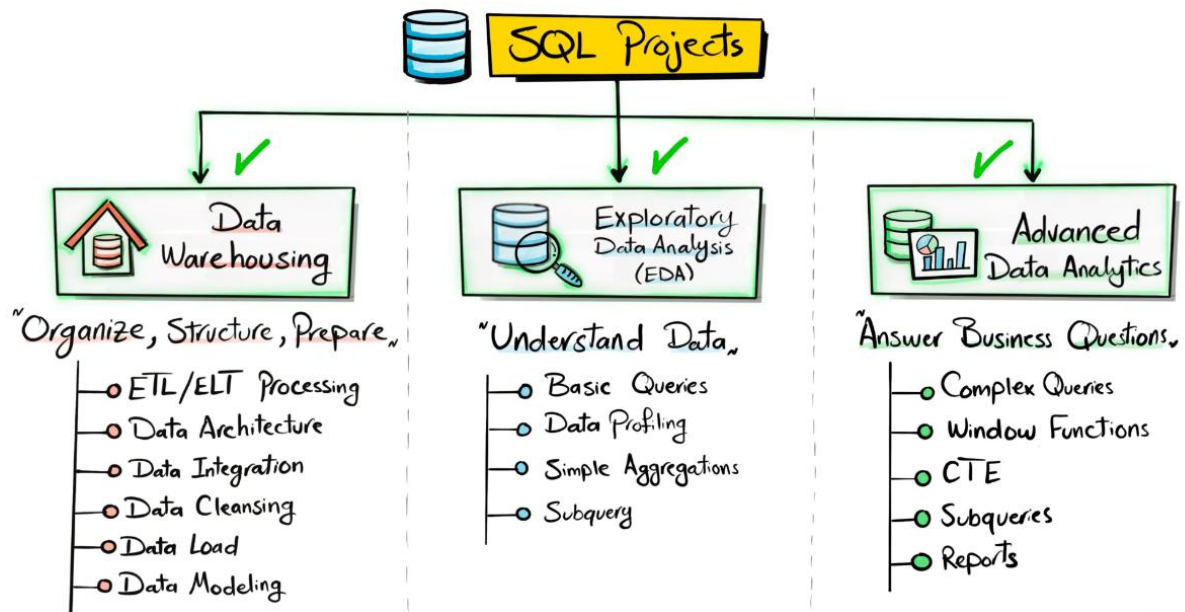 SQL Projects
Data
Warehousing
"Organize, Structure, Prepare"
ETL/ELT Processing
Data Architecture
Data Integration
Data Cleansing
Data Load
Data Modeling
Exploratory
Data Analysis
(EDA)
"Understand Data"
Basic Queries
Data Profiling
Simple Aggregations
Subquery
Advanced
Data Analytics
"Answer Business Questions"
Complex Queries
Window Functions
CTE
Subqueries
Reports